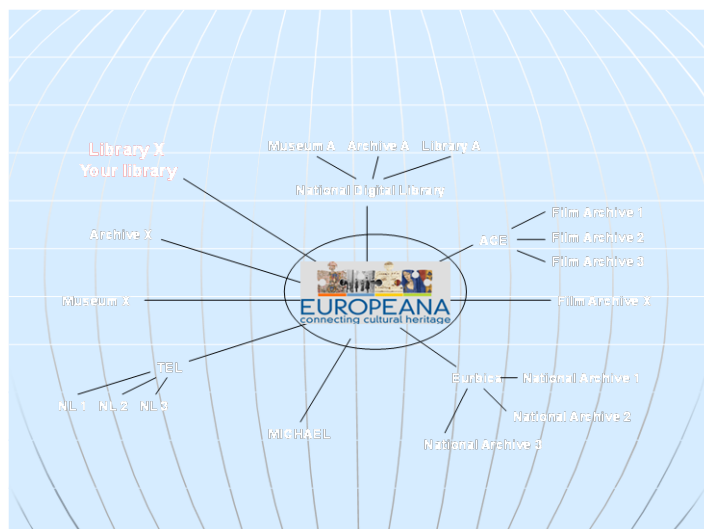 Museum A Archive A Library A
Library X
Your library
National Digital Library
Film Archive 1
Archive X
ACE
Film Archive 2
Film Archive 3
Museum X
EUROPEANA
connecting cultural heritage
Film Archive X
TEL
Eurbica
National Archive 1
NL 1 NL 2 NL 3
National Archive 2
MICHAEL
National Archive 3